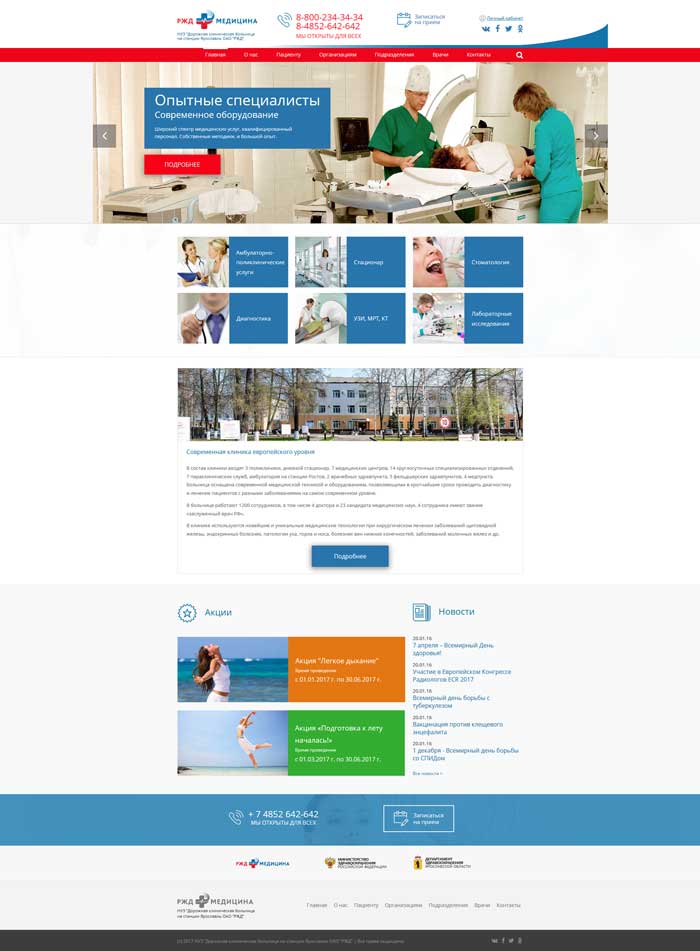 РЖД МЕДИЦИНА
НУЗ "Дорожная клиническая больница
на станции Ярославль ОАО "РЖД"
8-800-234-34-34
8-4852-642-642
МЫ ОТКРЫТЫ ДЛЯ ВСЕХ
Записаться
на прием
Личный кабинет
Главная О нас Пациенту Организациям Подразделения Врачи Контакты
Опытные специалисты
Современное оборудование
Широкий спектр медицинских услуг, квалифицированный
персонал. Собственные методики, и большой опыт.
ПОДРОБНЕЕ
Амбулаторно-
поликлинические
услуги
Стационар
Стоматология
Диагностика
УЗИ, МРТ, КТ
Лабораторные
исследования
Современная клиника европейского уровня
В состав клиники входят 3 поликлиники, дневной стационар, 7 медицинских центров, 14 круглосуточных специализированных отделений,
7 параклинических служб, амбулатория на станции Ростов, 2 врачебных здравпункта, 5 фельдшерских здравпунктов, 4 медпункта.
Больница оснащена современной медицинской техникой и оборудованием, позволяющим в кротчайшие сроки проводить диагностику
и лечение пациентов с разными заболеваниями на самом современном уровне.
В больнице работают 1200 сотрудников, в том числе 4 доктора и 23 кандидата медицинских наук, 4 сотрудника имеют звание
«заслуженный врач РФ».
В клинике используются новейшие и уникальные медицинские технологии при хирургическом лечении заболеваний щитовидной
железы, эндокринных болезнях, патологии уха, горла и носа, болезнях вен нижних конечностей, заболеваний молочных желез и др.
Подробнее
Акции
Акция "Легкое дыхание"
Время проведения
с 01.01.2017 г. по 30.06.2017 г.
Акция «Подготовка к лету
началась!»
Время проведения
с 01.03.2017 г. по 30.06.2017 г.
Новости
20.01.16
7 апреля – Всемирный День
здоровья!
20.01.16
Участие в Европейском Конгрессе
Радиологов ECR 2017
20.01.16
Всемирный день борьбы с
туберкулезом
20.01.16
Вакцинация против клещевого
энцефалита
20.01.16
1 декабря - Всемирный день борьбы
со СПИДом
Все новости >
+ 7 4852 642-642
МЫ ОТКРЫТЫ ДЛЯ ВСЕХ
Записаться
на прием
РЖД МЕДИЦИНА
МИНИСТЕРСТВО
ЗДРАВООХРАНЕНИЯ
РОССИЙСКОЙ ФЕДЕРАЦИИ
ДЕПАРТАМЕНТ
ЗДРАВООХРАНЕНИЯ
ЯРОСЛАВСКОЙ ОБЛАСТИ
РЖД МЕДИЦИНА
НУЗ "Дорожная клиническая больница
на станции Ярославль ОАО "РЖД"
Главная О нас Пациенту Организациям Подразделения Врачи Контакты
(c) 2017 НУЗ "Дорожная клиническая больница на станции Ярославль ОАО "РЖД" | Все права защищены